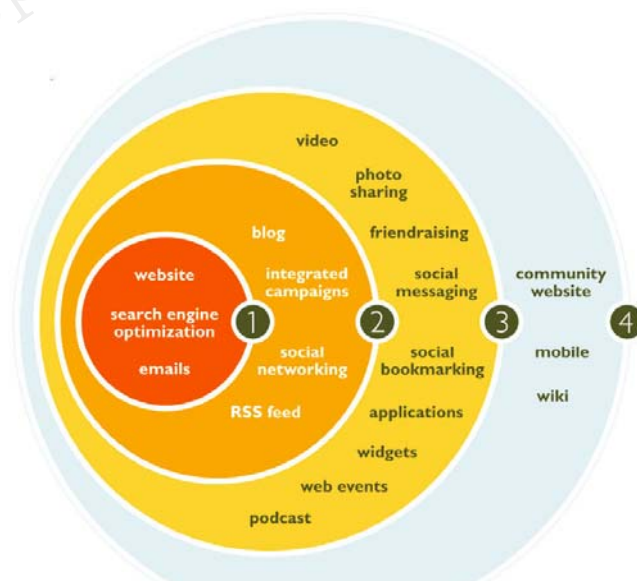 video
photo
sharing
blog
friendraising
website
integrated
campaigns
social
messaging
community
website
search engine
optimization
1
2
3
4
emails
social
networking
social
bookmarking
mobile
wiki
RSS feed
applications
widgets
web events
podcast